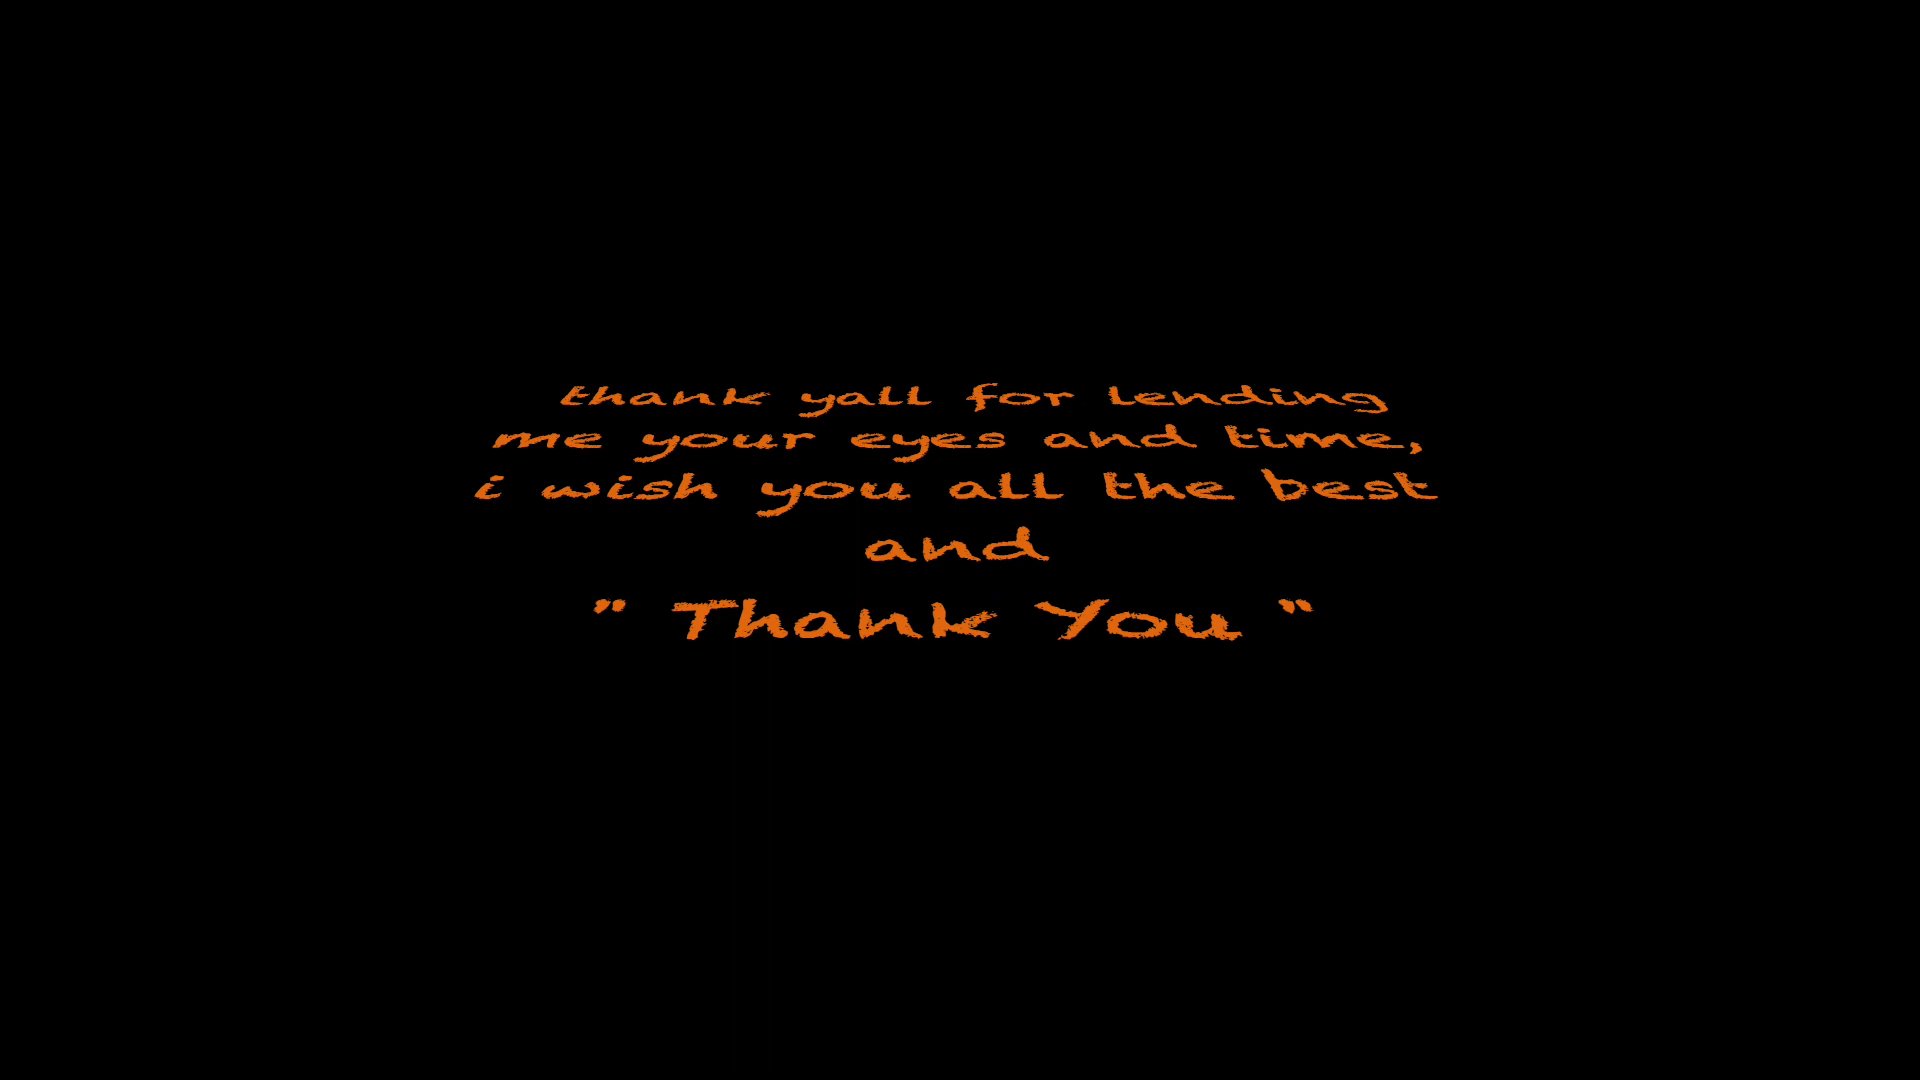 thank yall for lending
me your eyes and time,
i wish you all the best
and
" Thank You "